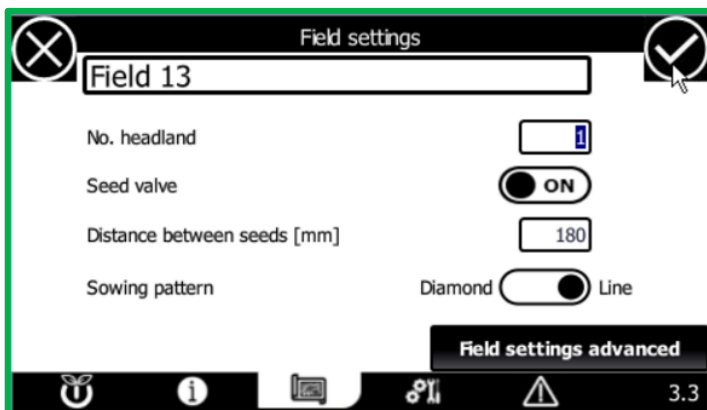 Field settings
Field 13
No. headland 1
Seed valve ON
Distance between seeds [mm] 180
Sowing pattern Diamond Line
Field settings advanced
3.3